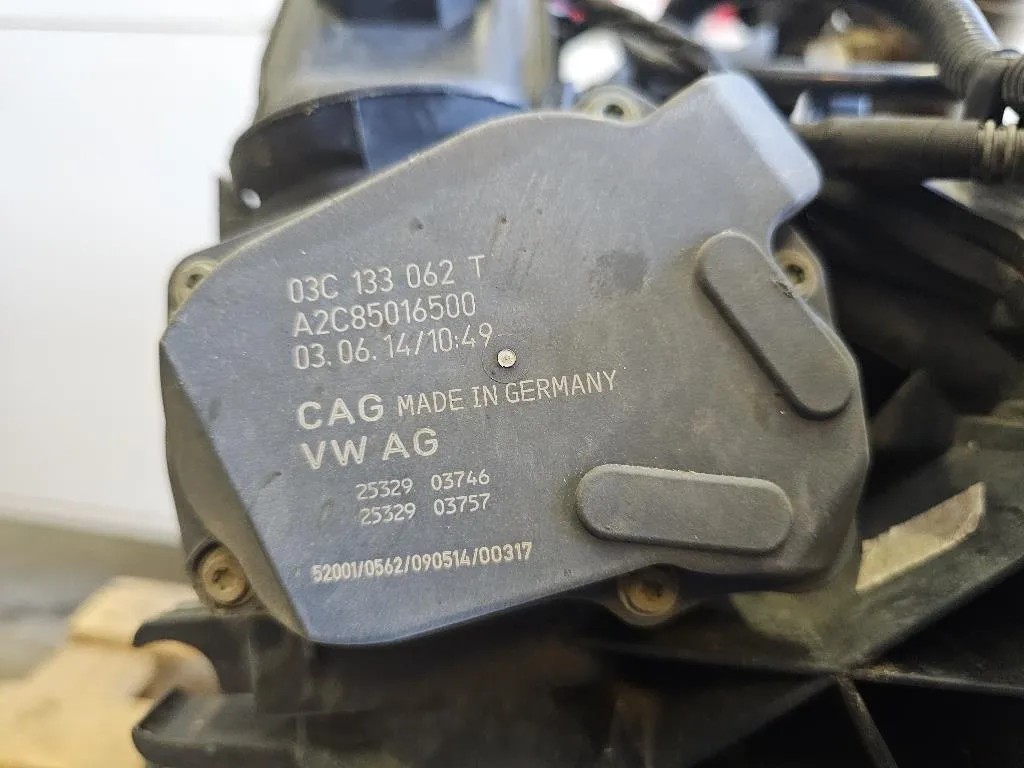 03C 133 062 T
A2C85016500
03.06.14/10:49
CAG MADE IN GERMANY
VW AG
25329 03746
25329 03757
52001/0562/090514/00317